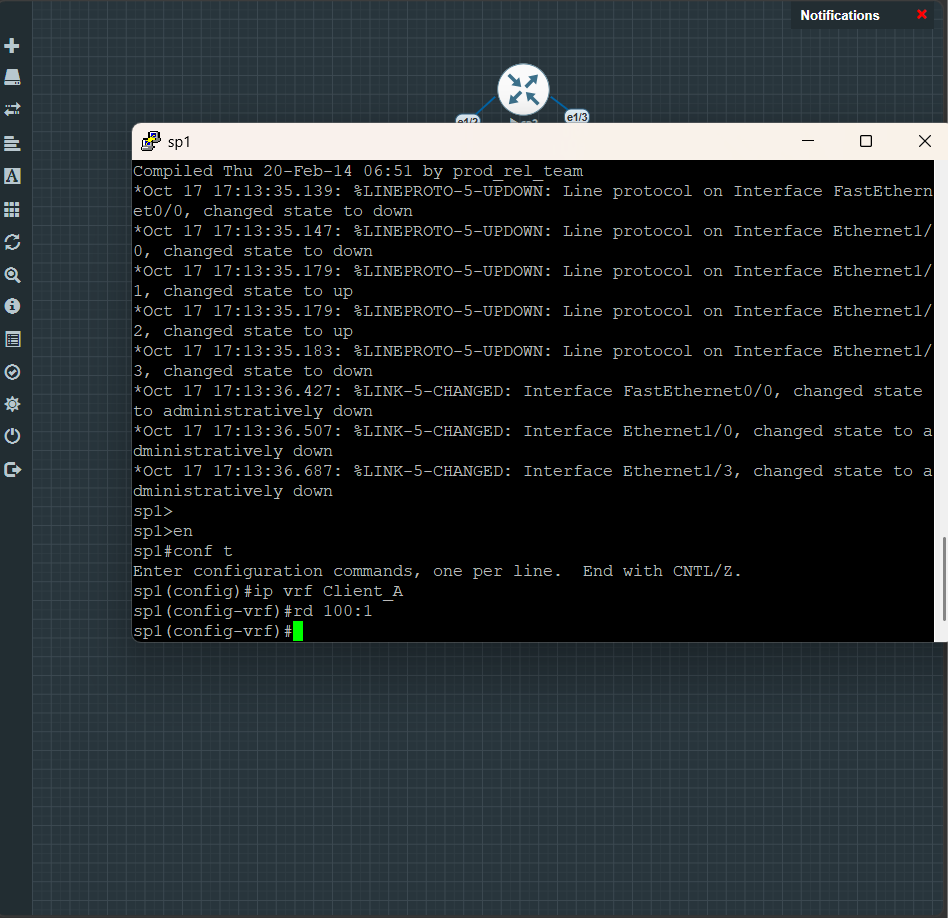 Notifications
e1/3
sp1
Compiled Thu 20-Feb-14 06:51 by prod_rel_team
*Oct 17 17:13:35.139: %LINEPROTO-5-UPDOWN: Line protocol on Interface FastEthern
et0/0, changed state to down
*Oct 17 17:13:35.147: %LINEPROTO-5-UPDOWN: Line protocol on Interface Ethernet1/
0, changed state to down
*Oct 17 17:13:35.179: %LINEPROTO-5-UPDOWN: Line protocol on Interface Ethernet1/
1, changed state to up
*Oct 17 17:13:35.179: %LINEPROTO-5-UPDOWN: Line protocol on Interface Ethernet1/
2, changed state to up
*Oct 17 17:13:35.183: %LINEPROTO-5-UPDOWN: Line protocol on Interface Ethernet1/
3, changed state to down
*Oct 17 17:13:36.427: %LINK-5-CHANGED: Interface FastEthernet0/0, changed state
to administratively down
*Oct 17 17:13:36.507: %LINK-5-CHANGED: Interface Ethernet1/0, changed state to a
dministratively down
*Oct 17 17:13:36.687: %LINK-5-CHANGED: Interface Ethernet1/3, changed state to a
dministratively down
sp1>
sp1>en
sp1#conf t
Enter configuration commands, one per line.  End with CNTL/Z.
sp1(config)#ip vrf Client_A
sp1(config-vrf)#rd 100:1
sp1(config-vrf)#